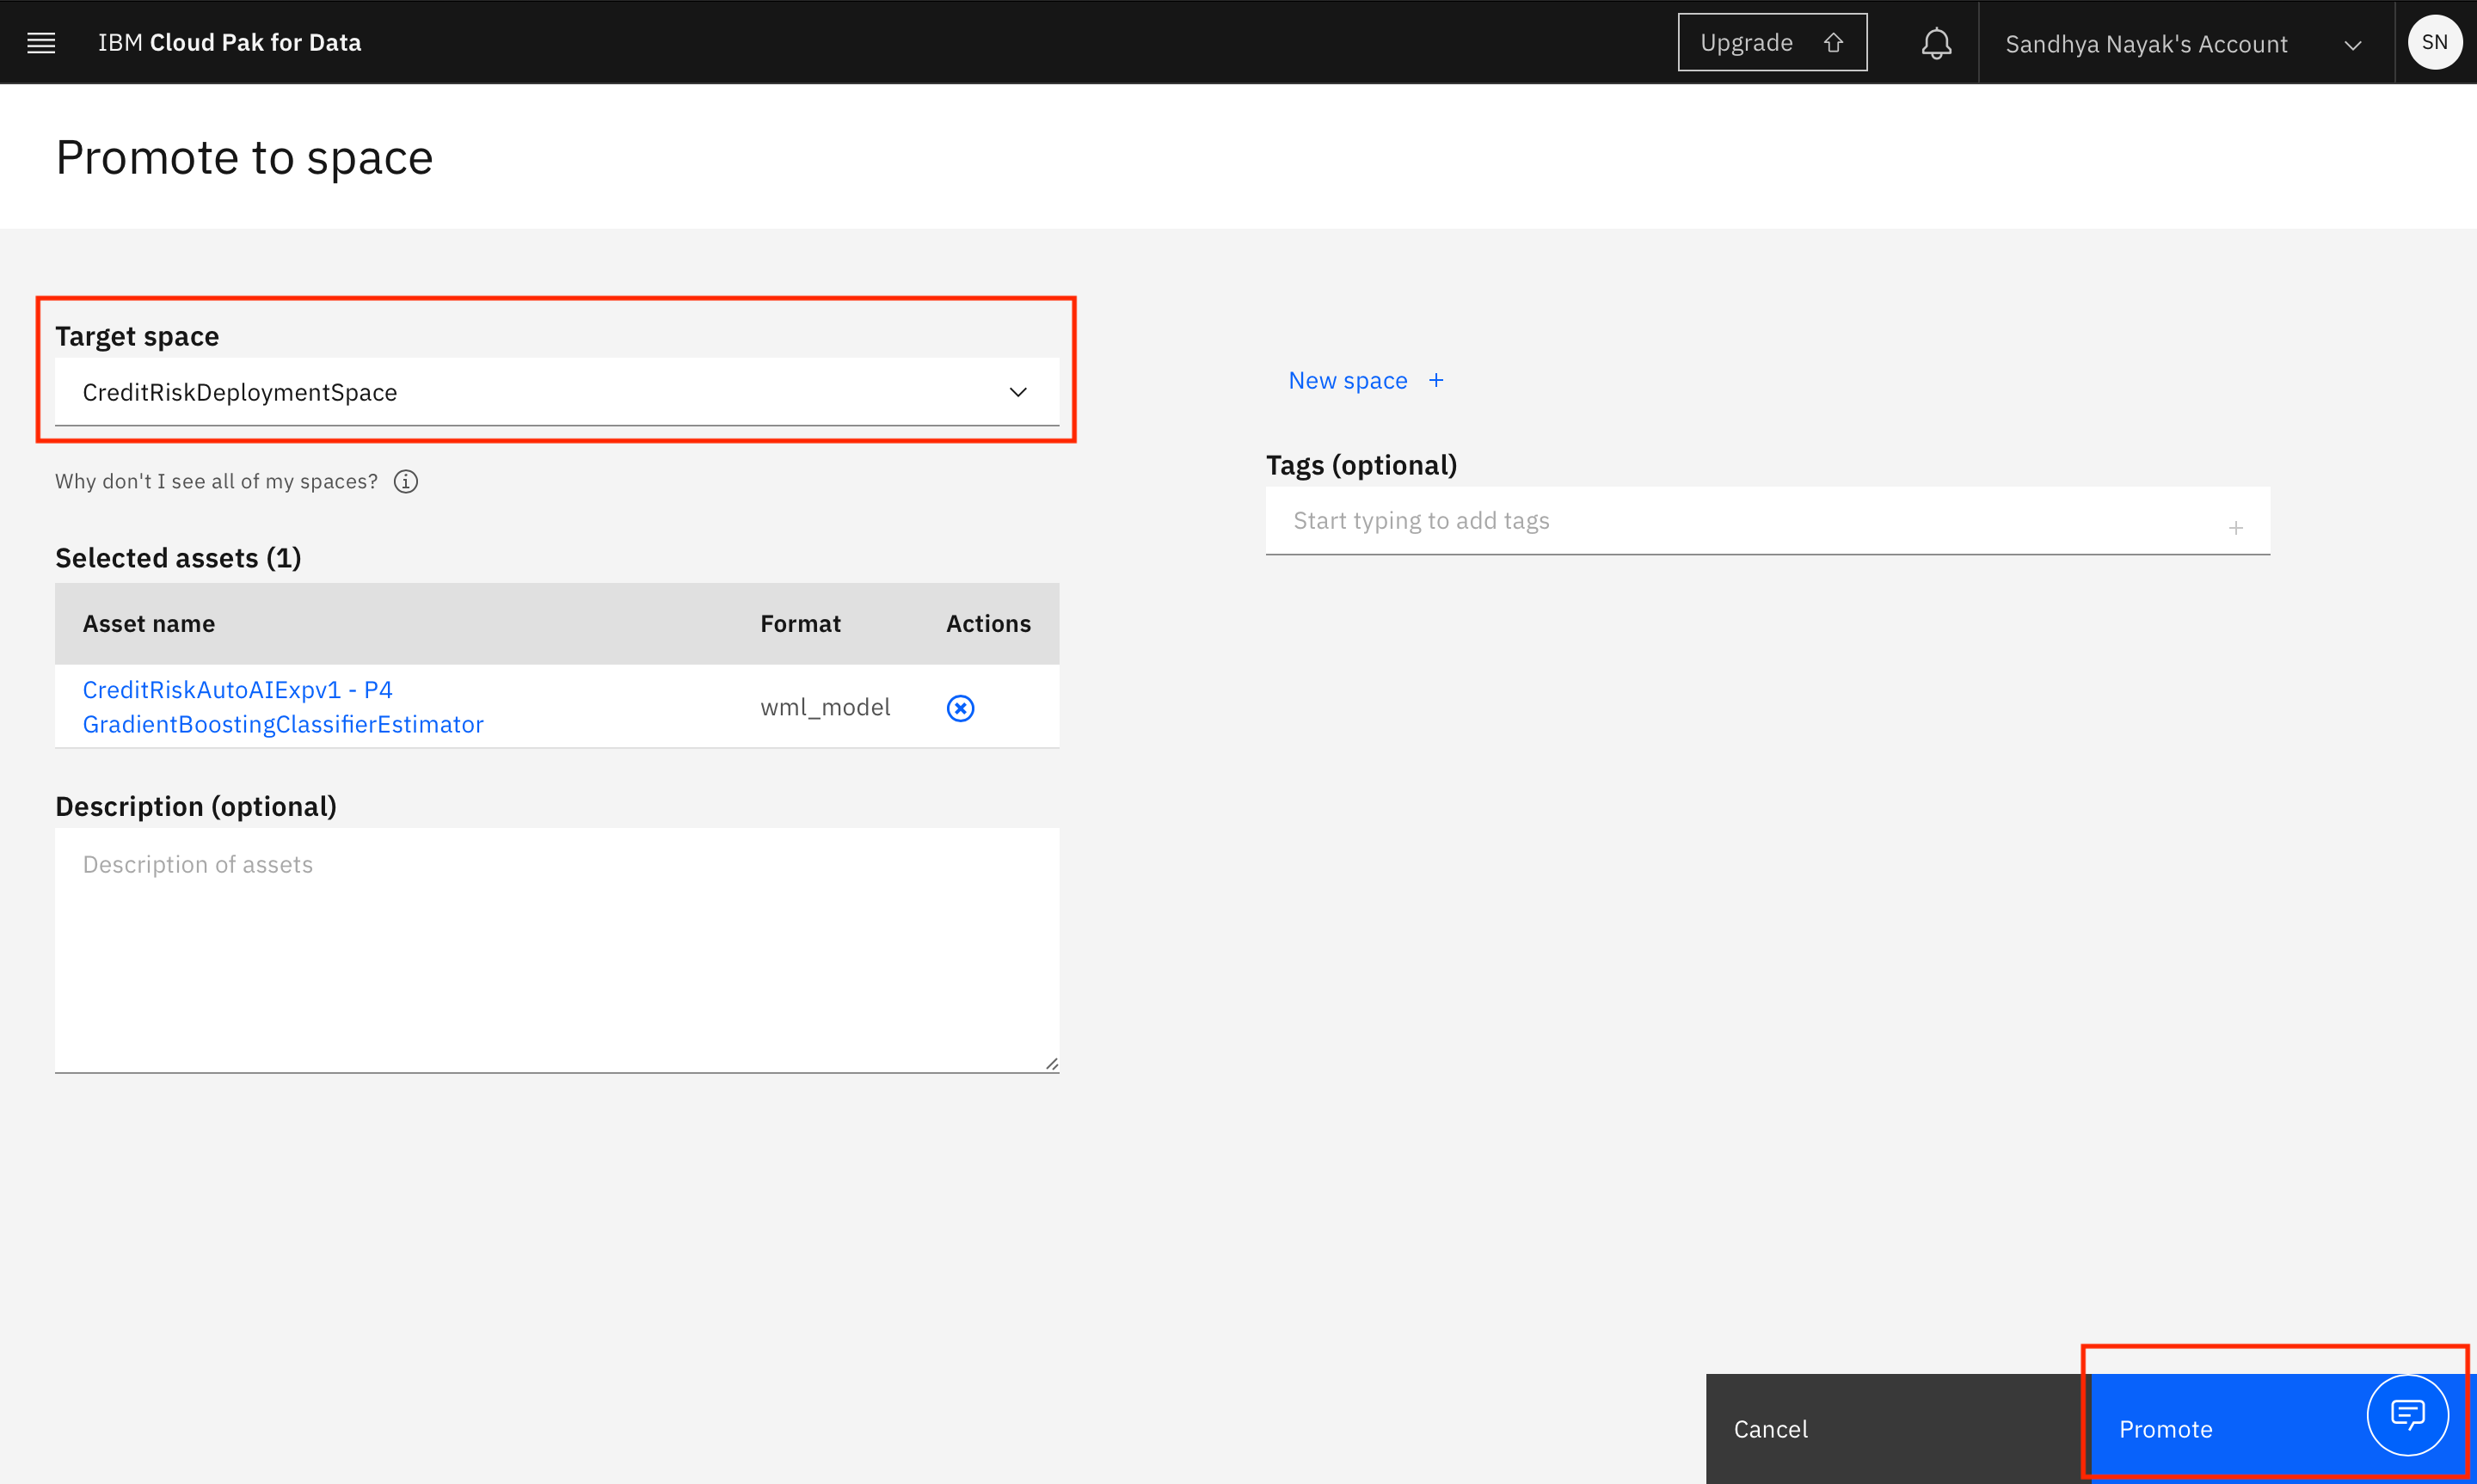 IBM Cloud Pak for Data
Upgrade
Sandhya Nayak's Account
SN
Promote to space
Target space
CreditRiskDeploymentSpace
New space +
Why don't I see all of my spaces?
Tags (optional)
Start typing to add tags
Selected assets (1)
Asset name Format Actions
CreditRiskAutoAIExpv1 - P4
GradientBoostingClassifierEstimator
wml_model
Description (optional)
Description of assets
Cancel
Promote